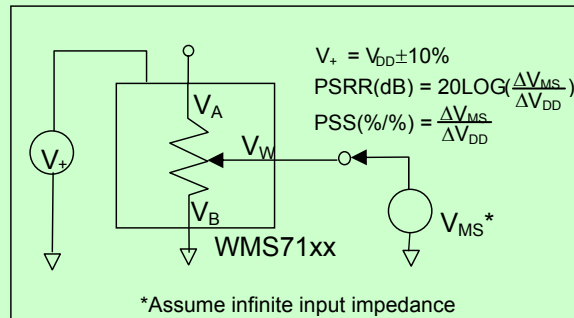 V+ = VDD±10%
PSRR(dB) = 20LOG(ΔVMS/ΔVDD)
PSS(%/%) = ΔVMS/ΔVDD
VA
V+
VW
VB
VMS*
WMS71xx
*Assume infinite input impedance